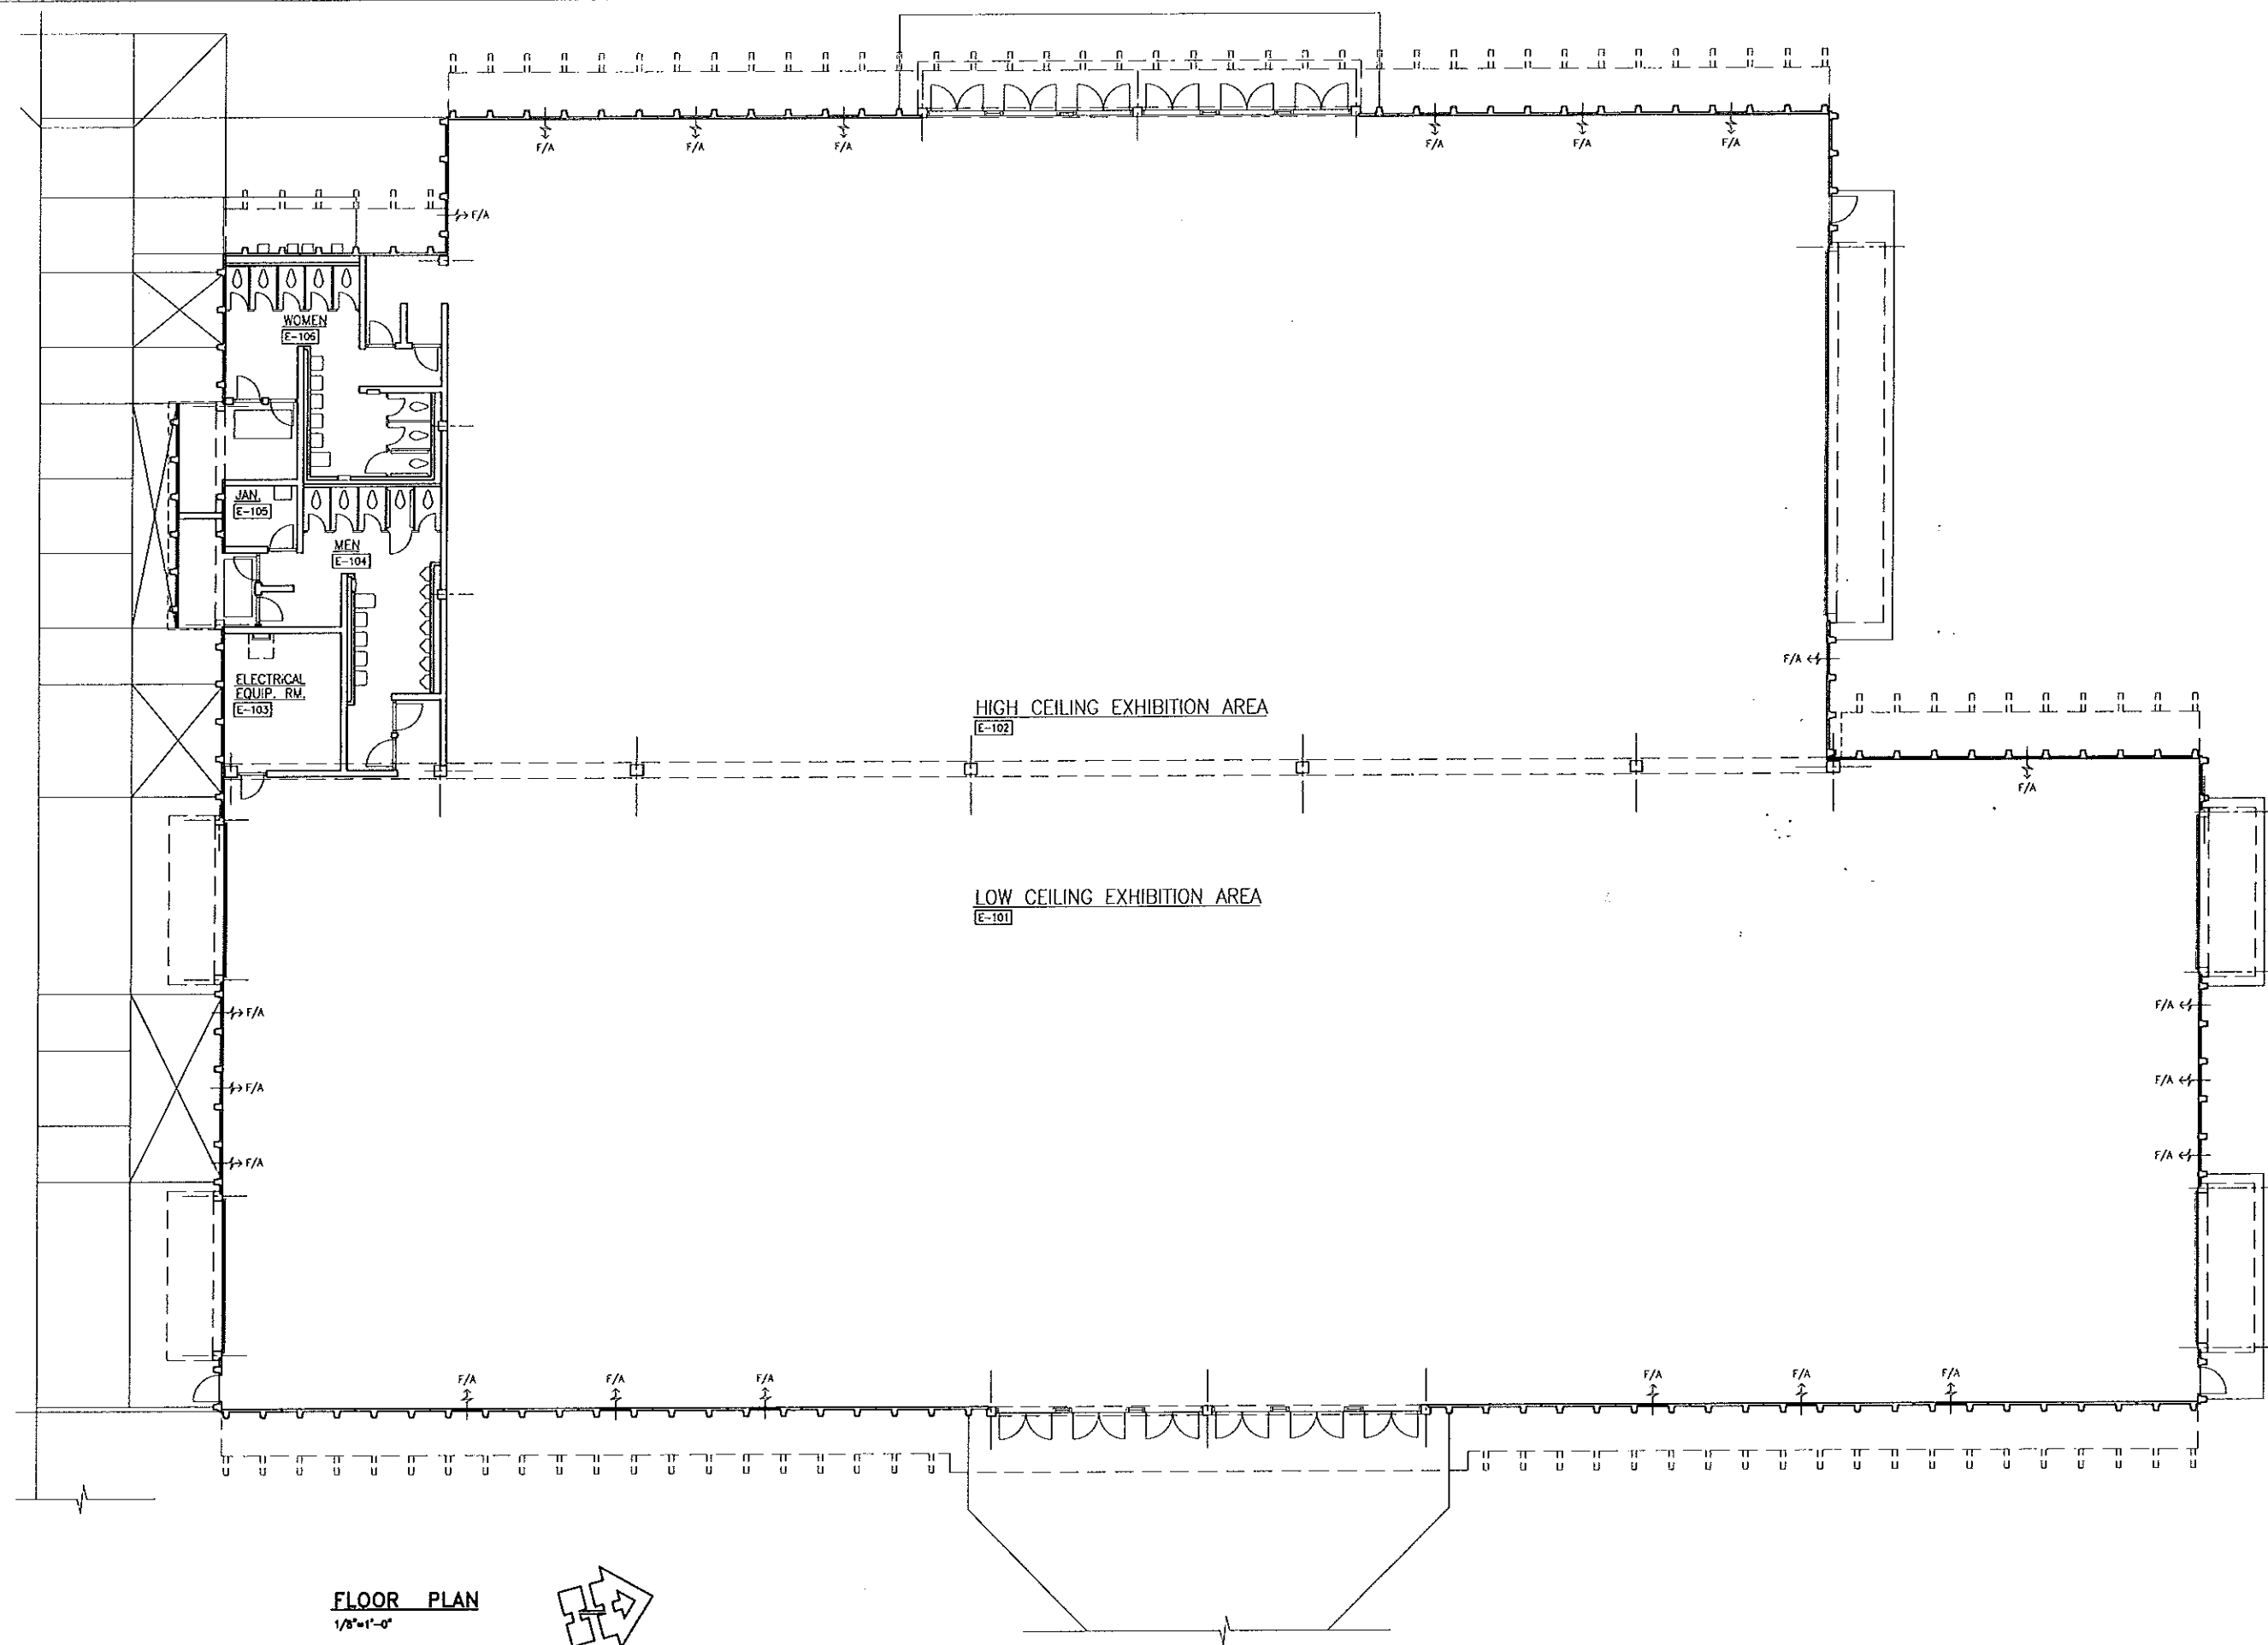 F/A
F/A
F/A
F/A
F/A
F/A
F/A
WOMEN
E-106
JAN.
E-105
MEN
E-104
F/A
ELECTRICAL
EQUIP. RM.
E-103
HIGH CEILING EXHIBITION AREA
E-102
F/A
LOW CEILING EXHIBITION AREA
E-101
F/A
F/A
F/A
F/A
F/A
F/A
F/A
F/A
F/A
F/A
F/A
F/A
FLOOR PLAN
1/8"=1'-0"